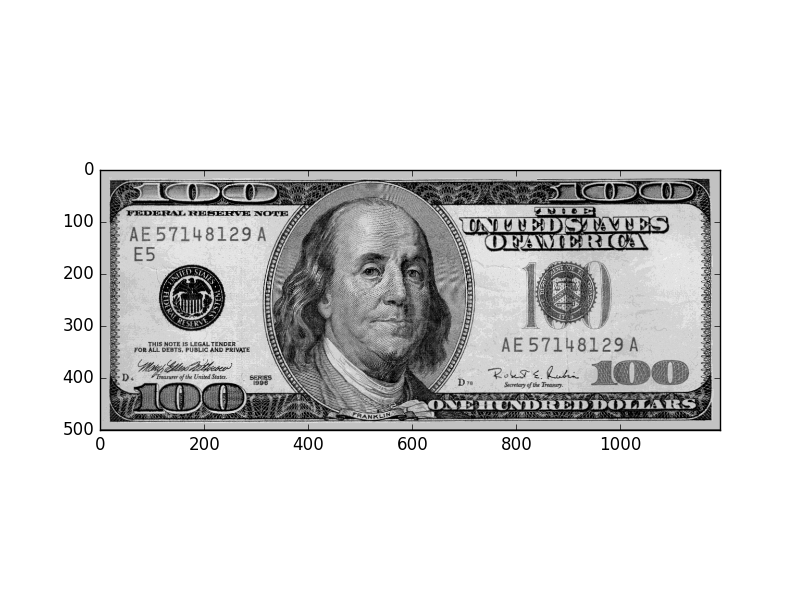 0
100
200
300
400
500
0
200
400
600
800
1000
100
100
FEDERAL RESERVE NOTE
THE
UNITED STATES
OF AMERICA
AE 57148129 A
E5
100
THIS NOTE IS LEGAL TENDER
FOR ALL DEBTS, PUBLIC AND PRIVATE
AE 57148129 A
Treasurer of the United States.
SERIES
1996
Secretary of the Treasury.
100
100
FRANKLIN
ONE HUNDRED DOLLARS